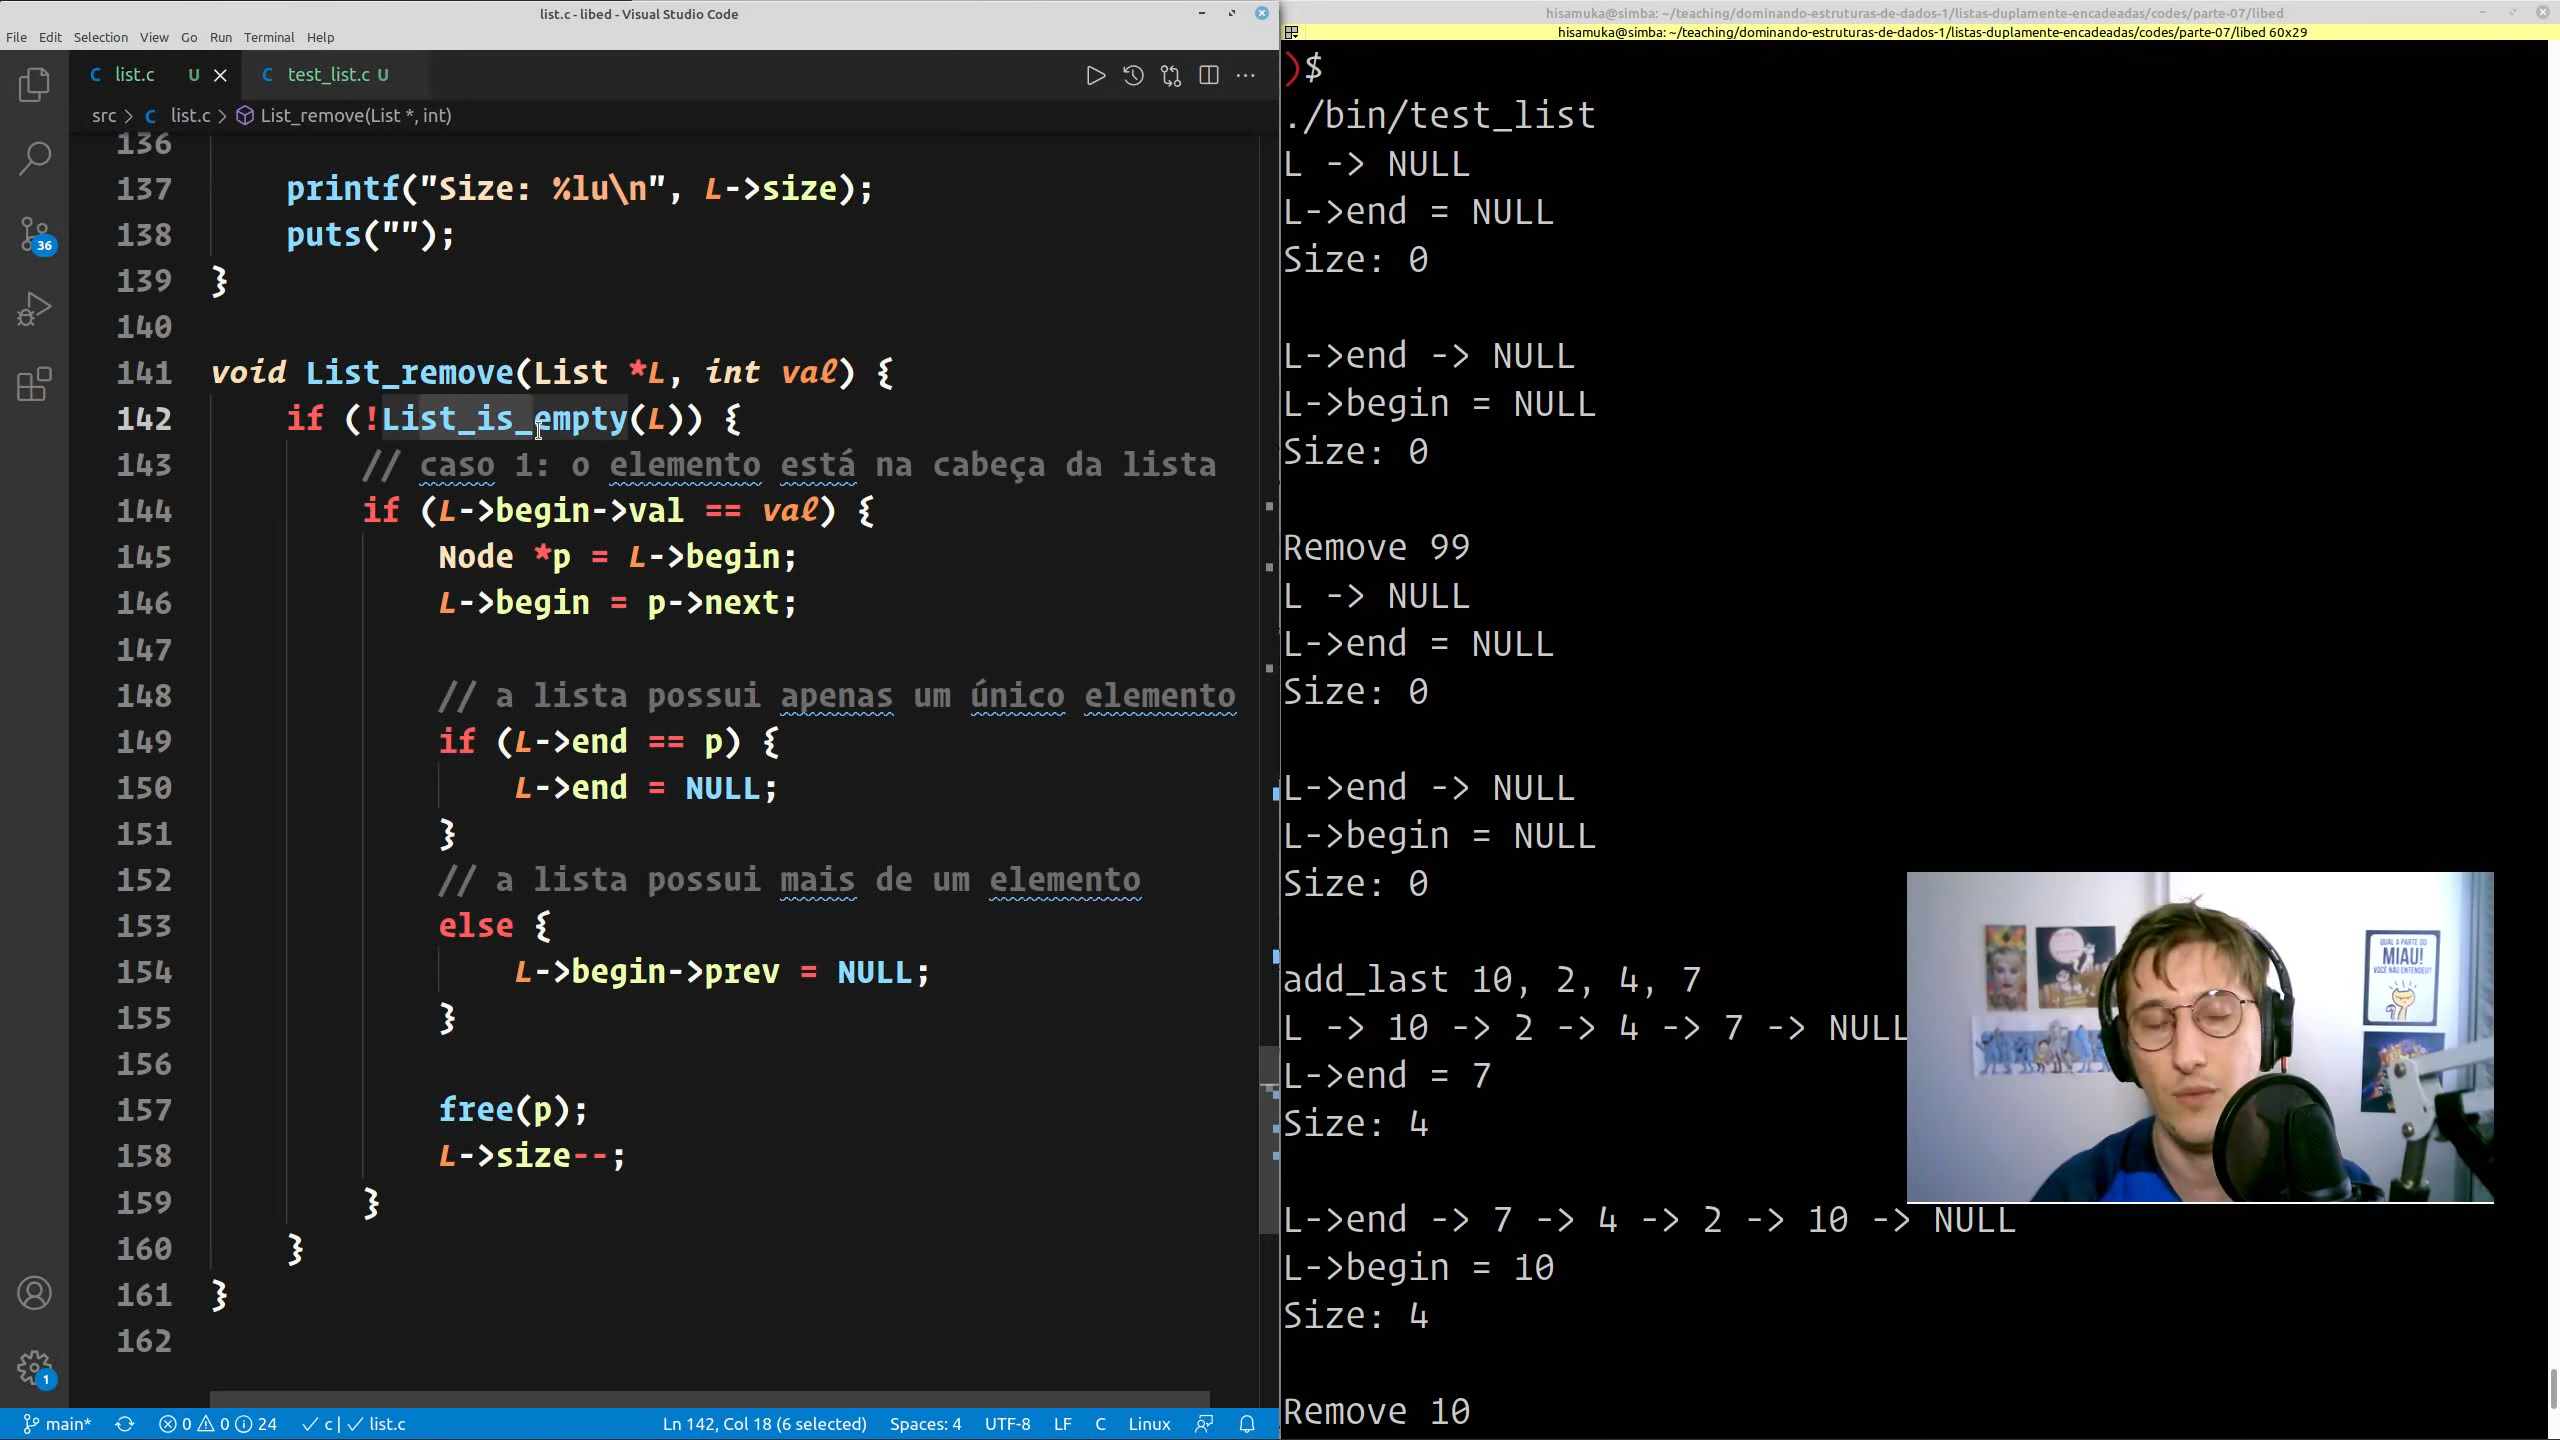 list.c - libed - Visual Studio Code
File Edit Selection View Go Run Terminal Help
C list.c U C test_list.c U
src > C list.c > List_remove(List *, int)
136
137 printf("Size: %lu\n", L->size);
138 puts("");
139 }
140
141 void List_remove(List *L, int val) {
142 if (!List_is_empty(L)) {
143 // caso 1: o elemento está na cabeça da lista
144 if (L->begin->val == val) {
145 Node *p = L->begin;
146 L->begin = p->next;
147
148 // a lista possui apenas um único elemento
149 if (L->end == p) {
150 L->end = NULL;
151 }
152 // a lista possui mais de um elemento
153 else {
154 L->begin->prev = NULL;
155 }
156
157 free(p);
158 L->size--;
159 }
160 }
161 }
162
36
1
main* 0 0 24 c | list.c Ln 142, Col 18 (6 selected) Spaces: 4 UTF-8 LF C Linux
hisamuka@simba: ~/teaching/dominando-estruturas-de-dados-1/listas-duplamente-encadeadas/codes/parte-07/libed
hisamuka@simba: ~/teaching/dominando-estruturas-de-dados-1/listas-duplamente-encadeadas/codes/parte-07/libed 60x29
)$
./bin/test_list
L -> NULL
L->end = NULL
Size: 0
L->end -> NULL
L->begin = NULL
Size: 0
Remove 99
L -> NULL
L->end = NULL
Size: 0
L->end -> NULL
L->begin = NULL
Size: 0
add_last 10, 2, 4, 7
L -> 10 -> 2 -> 4 -> 7 -> NULL
L->end = 7
Size: 4
L->end -> 7 -> 4 -> 2 -> 10 -> NULL
L->begin = 10
Size: 4
Remove 10
QUAL A PARTE DO
MIAU!
VOCÊ NÃO ENTENDEU?